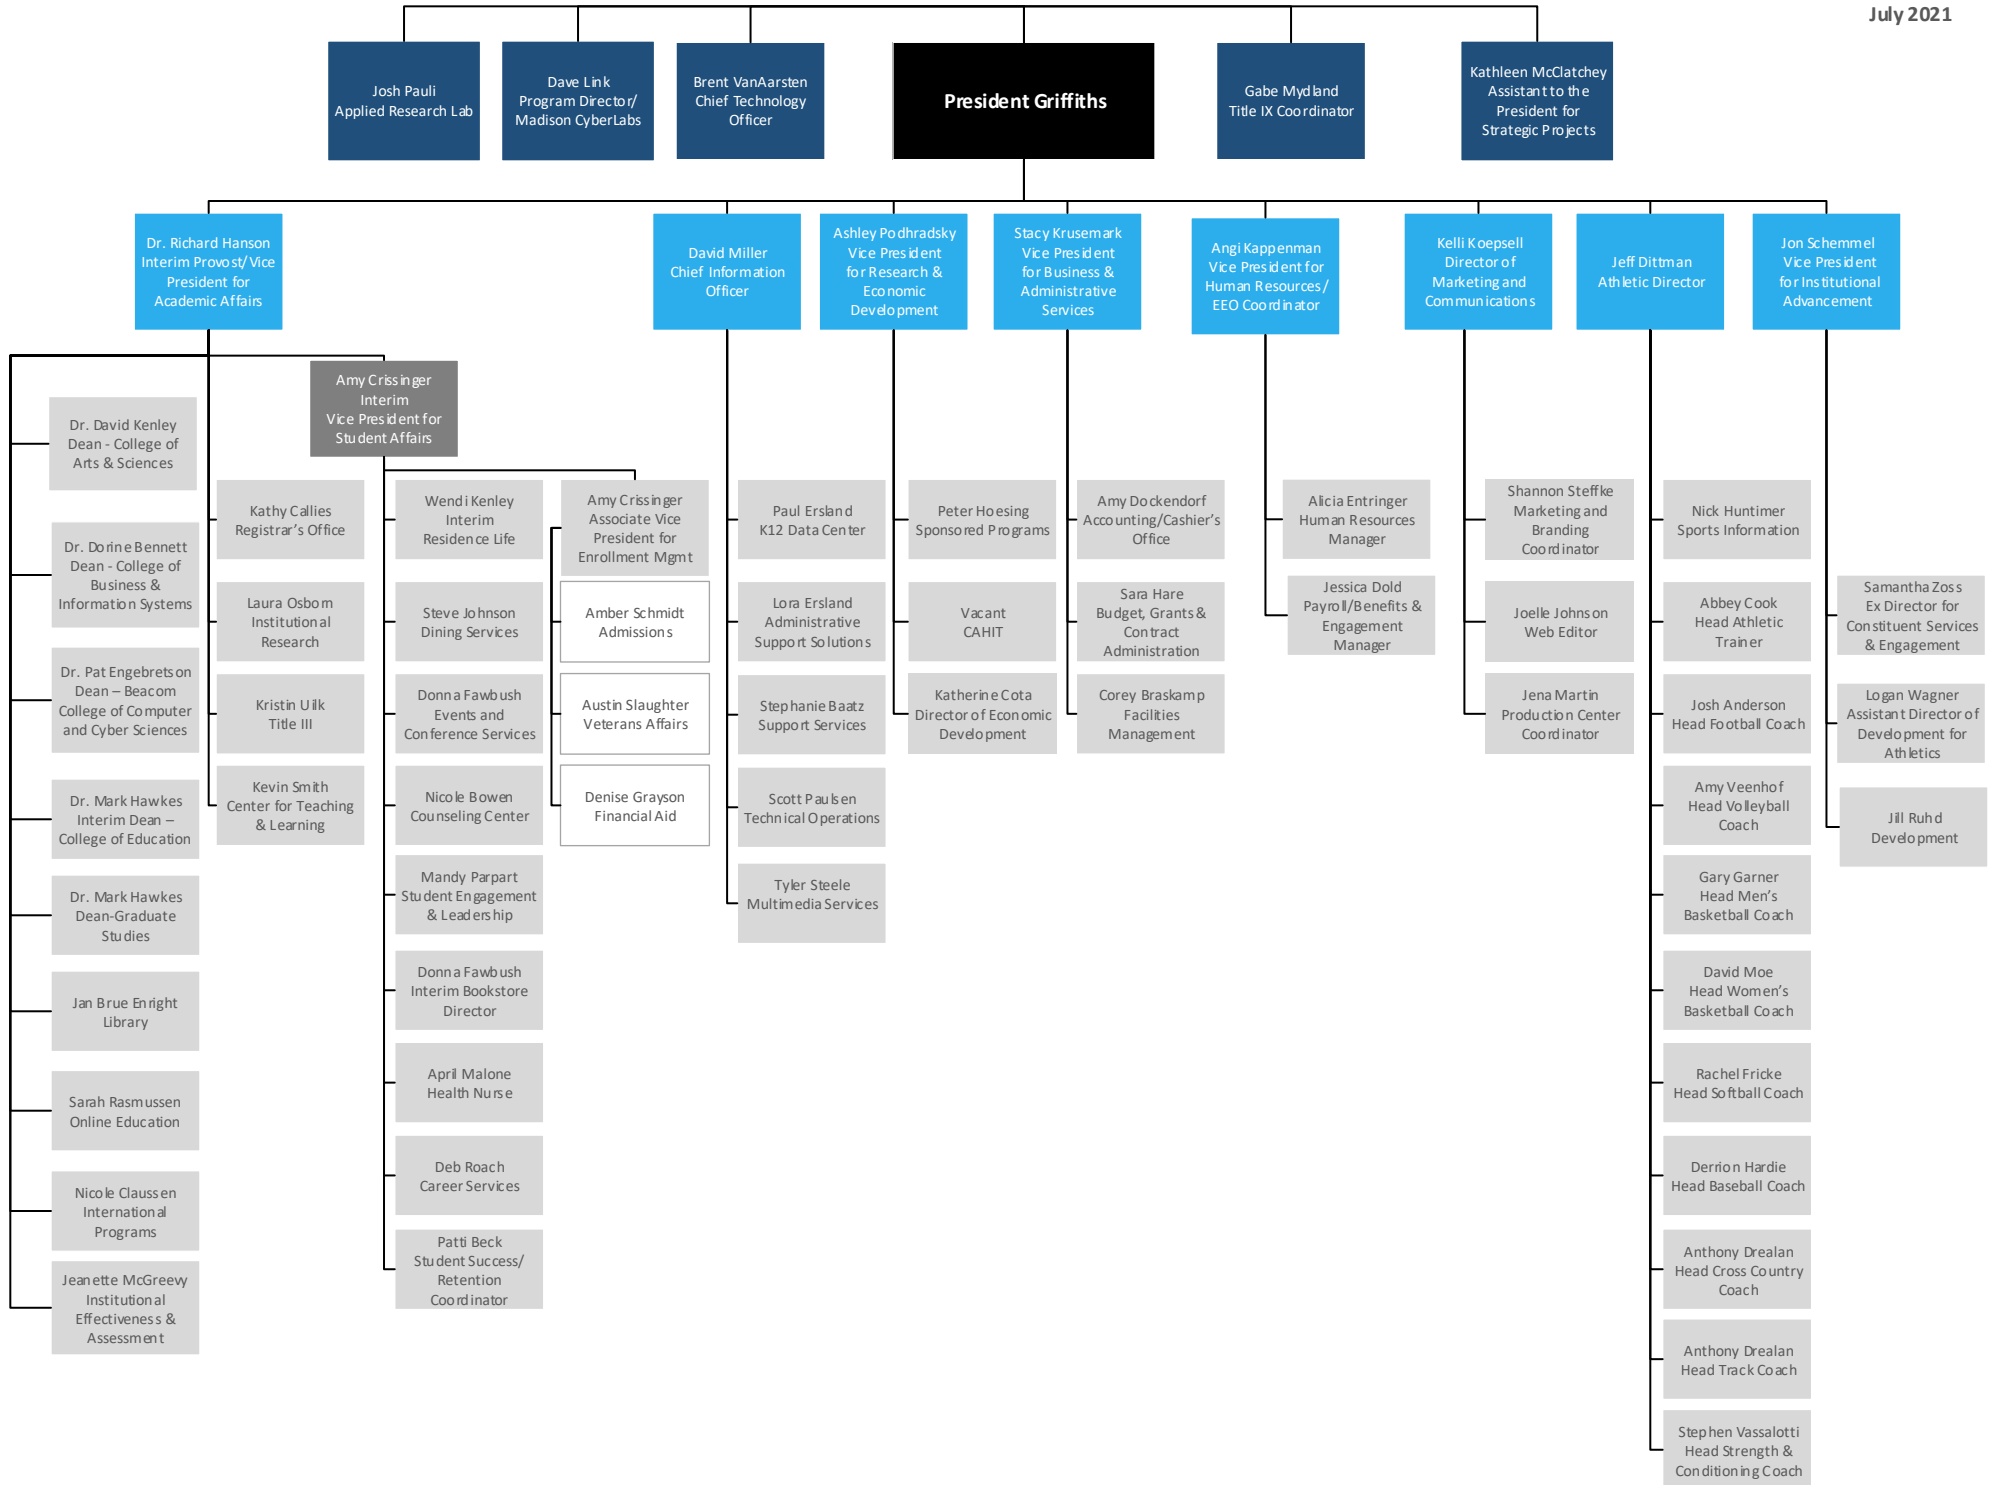 July 2021
Josh Pauli
Applied Research Lab
Dave Link
Program Director/
Madison CyberLabs
Brent VanAarsten
Chief Technology
Officer
President Griffiths
Gabe Mydland
Title IX Coordinator
Kathleen McClatchey
Assistant to the
President for
Strategic Projects
Dr. Richard Hanson
Interim Provost/Vice
President for
Academic Affairs
David Miller
Chief Information
Officer
Ashley Podhradsky
Vice President
for Research &
Economic
Development
Stacy Krusemark
Vice President
for Business &
Administrative
Services
Angi Kappenman
Vice President for
Human Resources/
EEO Coordinator
Kelli Koepsell
Director of
Marketing and
Communications
Jeff Dittman
Athletic Director
Jon Schemmel
Vice President
for Institutional
Advancement
Amy Crissinger
Interim
Vice President for
Student Affairs
Dr. David Kenley
Dean - College of
Arts & Sciences
Dr. Dorine Bennett
Dean - College of
Business &
Information Systems
Dr. Pat Engebretson
Dean – Beacom
College of Computer
and Cyber Sciences
Dr. Mark Hawkes
Interim Dean –
College of Education
Dr. Mark Hawkes
Dean-Graduate
Studies
Jan Brue Enright
Library
Sarah Rasmussen
Online Education
Nicole Claussen
International
Programs
Jeanette McGreevy
Institutional
Effectiveness &
Assessment
Kathy Callies
Registrar’s Office
Laura Osborn
Institutional
Research
Kristin Uilk
Title III
Kevin Smith
Center for Teaching
& Learning
Wendi Kenley
Interim
Residence Life
Steve Johnson
Dining Services
Donna Fawbush
Events and
Conference Services
Nicole Bowen
Counseling Center
Mandy Parpart
Student Engagement
& Leadership
Donna Fawbush
Interim Bookstore
Director
April Malone
Health Nurse
Deb Roach
Career Services
Patti Beck
Student Success/
Retention
Coordinator
Amy Crissinger
Associate Vice
President for
Enrollment Mgmt
Amber Schmidt
Admissions
Austin Slaughter
Veterans Affairs
Denise Grayson
Financial Aid
Paul Ersland
K12 Data Center
Lora Ersland
Administrative
Support Solutions
Stephanie Baatz
Support Services
Scott Paulsen
Technical Operations
Tyler Steele
Multimedia Services
Peter Hoesing
Sponsored Programs
Vacant
CAHIT
Katherine Cota
Director of Economic
Development
Amy Dockendorf
Accounting/Cashier’s
Office
Sara Hare
Budget, Grants &
Contract
Administration
Corey Braskamp
Facilities
Management
Alicia Entringer
Human Resources
Manager
Jessica Dold
Payroll/Benefits &
Engagement
Manager
Shannon Steffke
Marketing and
Branding
Coordinator
Joelle Johnson
Web Editor
Jena Martin
Production Center
Coordinator
Nick Huntimer
Sports Information
Abbey Cook
Head Athletic
Trainer
Josh Anderson
Head Football Coach
Amy Veenhof
Head Volleyball
Coach
Gary Garner
Head Men’s
Basketball Coach
David Moe
Head Women’s
Basketball Coach
Rachel Fricke
Head Softball Coach
Derrion Hardie
Head Baseball Coach
Anthony Drealan
Head Cross Country
Coach
Anthony Drealan
Head Track Coach
Stephen Vassalotti
Head Strength &
Conditioning Coach
Samantha Zoss
Ex Director for
Constituent Services
& Engagement
Logan Wagner
Assistant Director of
Development for
Athletics
Jill Ruhd
Development